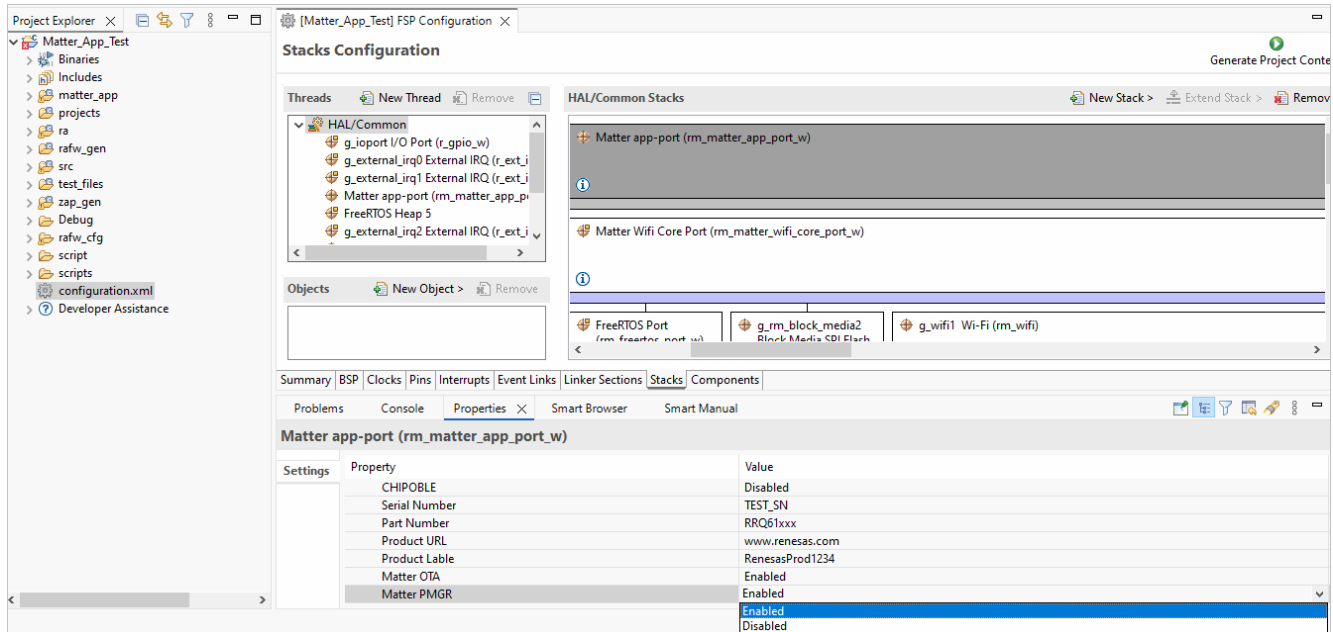 Project Explorer
Matter_App_Test
Binaries
Includes
matter_app
projects
ra
rafw_gen
src
test_files
zap_gen
Debug
rafw_cfg
script
scripts
configuration.xml
Developer Assistance
[Matter_App_Test] FSP Configuration
Stacks Configuration
Generate Project Conte
Threads New Thread Remove
HAL/Common
g_ioport I/O Port (r_gpio_w)
g_external_irq0 External IRQ (r_ext_i
g_external_irq1 External IRQ (r_ext_i
Matter app-port (rm_matter_app_p
FreeRTOS Heap 5
g_external_irq2 External IRQ (r_ext_i
Objects New Object > Remove
HAL/Common Stacks New Stack > Extend Stack > Remov
Matter app-port (rm_matter_app_port_w)
Matter Wifi Core Port (rm_matter_wifi_core_port_w)
FreeRTOS Port
(rm_freertos_port_w)
g_rm_block_media2
Block Media SPI Flash
g_wifi1 Wi-Fi (rm_wifi)
Summary BSP Clocks Pins Interrupts Event Links Linker Sections Stacks Components
Problems Console Properties Smart Browser Smart Manual
Matter app-port (rm_matter_app_port_w)
Settings
Property Value
CHIPOBLE Disabled
Serial Number TEST_SN
Part Number RRQ61xxx
Product URL www.renesas.com
Product Lable RenesasProd1234
Matter OTA Enabled
Matter PMGR Enabled
Enabled
Disabled